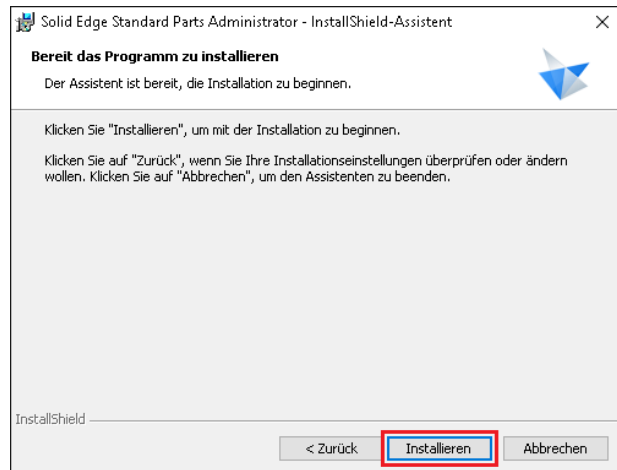 Solid Edge Standard Parts Administrator - InstallShield-Assistent
Bereit das Programm zu installieren
Der Assistent ist bereit, die Installation zu beginnen.
Klicken Sie "Installieren", um mit der Installation zu beginnen.
Klicken Sie auf "Zurück", wenn Sie Ihre Installationseinstellungen überprüfen oder ändern
wollen. Klicken Sie auf "Abbrechen", um den Assistenten zu beenden.
InstallShield
< Zurück
Installieren
Abbrechen